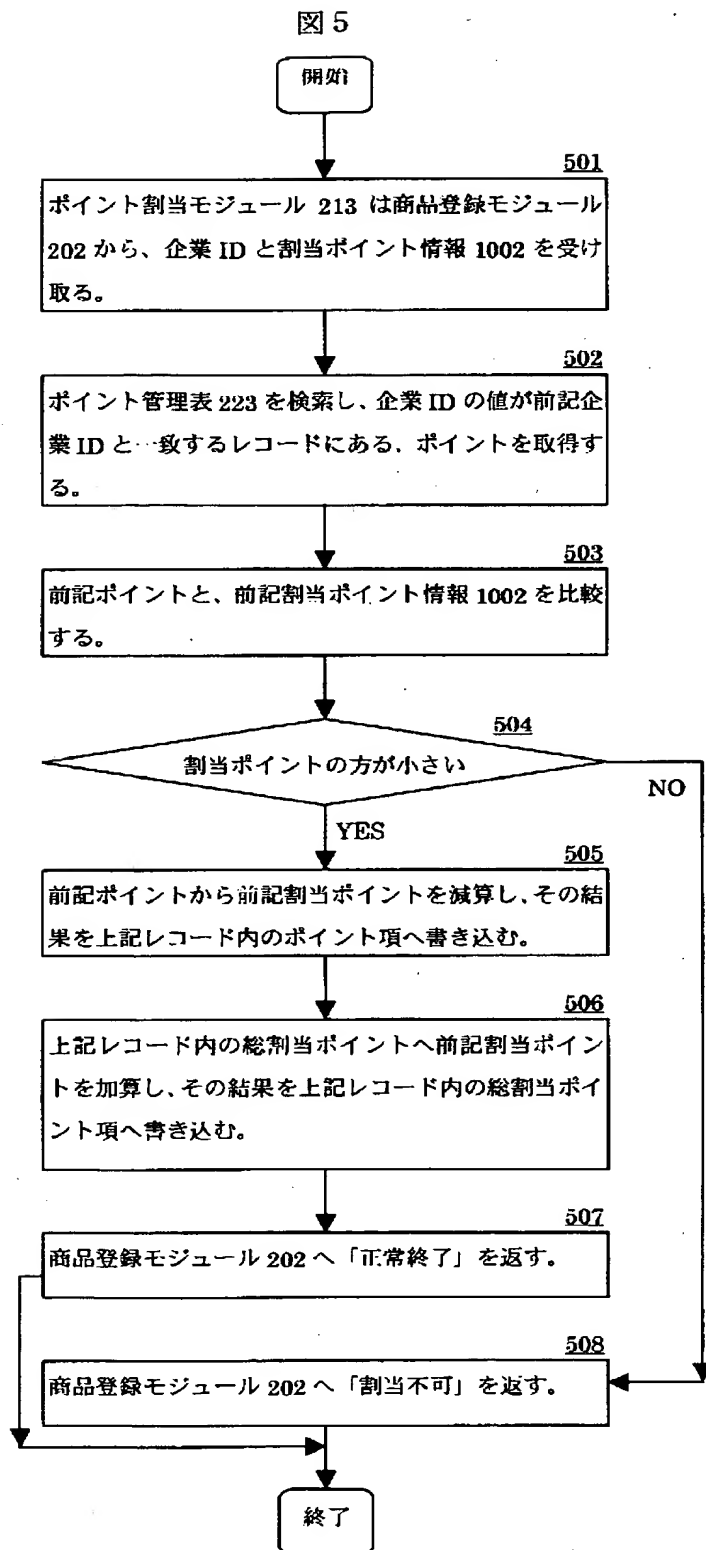 図5
開始
501
ポイント割当モジュール 213 は商品登録モジュール
202 から、企業 ID と割当ポイント情報 1002 を受け
取る。
502
ポイント管理表 223 を検索し、企業 ID の値が前記企
業 ID と一致するレコードにある、ポイントを取得す
る。
503
前記ポイントと、前記割当ポイント情報 1002 を比較
する。
504
割当ポイントの方が小さい
NO
YES
505
前記ポイントから前記割当ポイントを減算し、その結
果を上記レコード内のポイント項へ書き込む。
506
上記レコード内の総割当ポイントへ前記割当ポイン
トを加算し、その結果を上記レコード内の総割当ポイ
ント項へ書き込む。
507
商品登録モジュール 202 へ「正常終了」を返す。
508
商品登録モジュール 202 へ「割当不可」を返す。
終了